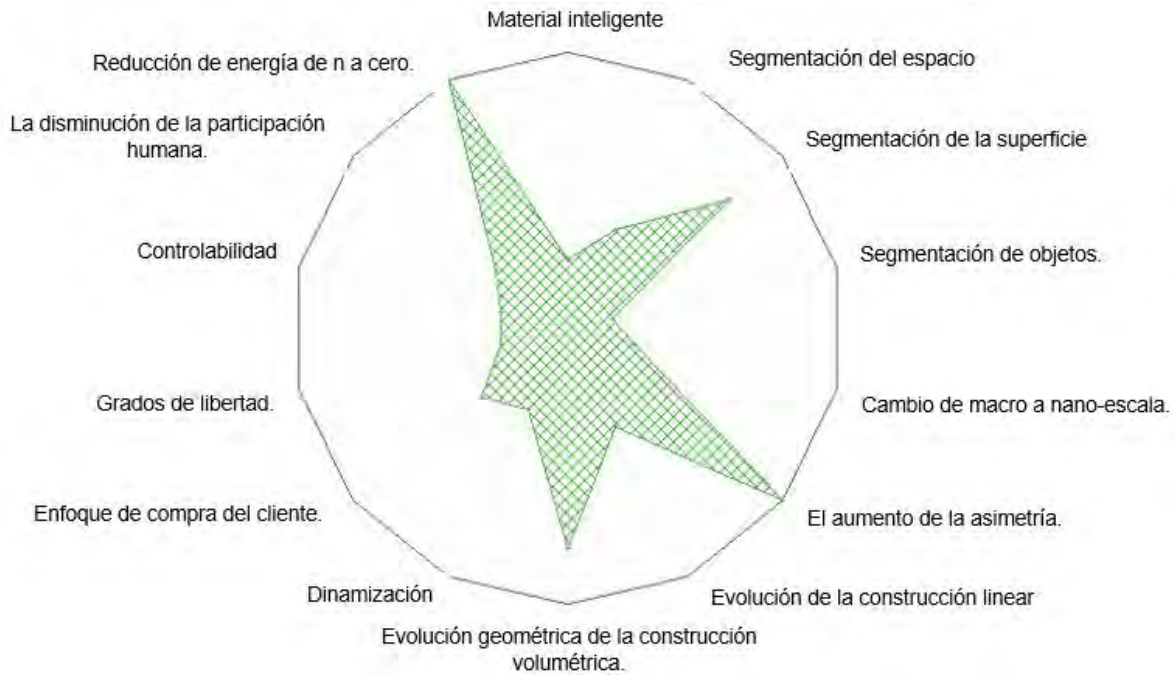 Material inteligente
Segmentación del espacio
Segmentación de la superficie
Segmentación de objetos.
Cambio de macro a nano-escala.
El aumento de la asimetría.
Evolución de la construcción linear
Evolución geométrica de la construcción
volumétrica.
Dinamización
Enfoque de compra del cliente.
Grados de libertad.
Controlabilidad
La disminución de la participación
humana.
Reducción de energía de n a cero.